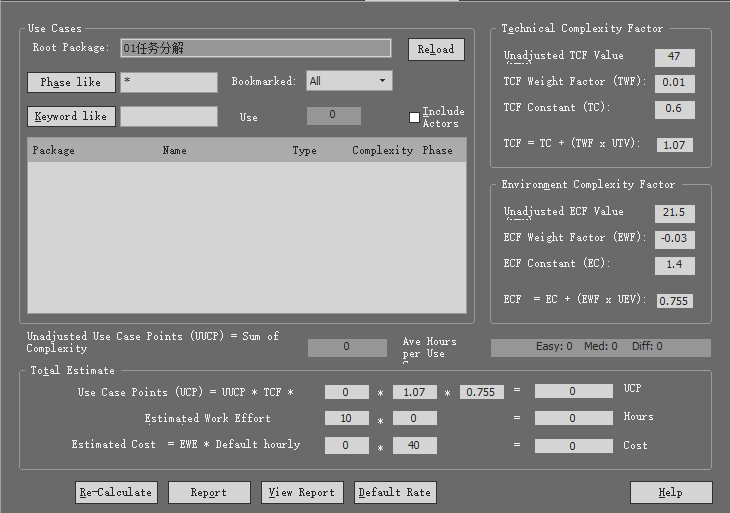 Use Cases
Root Package: 01任务分解 Reload
Phase like * Bookmarked: All
Keyword like Use 0 Include
Actors
Package Name Type Complexity Phase
Unadjusted Use Case Points (UUCP) = Sum of
Complexity 0 Ave Hours
per Use Easy: 0 Med: 0 Diff: 0
Technical Complexity Factor
Unadjusted TCF Value 47
TCF Weight Factor (TWF): 0.01
TCF Constant (TC): 0.6
TCF = TC + (TWF x UTV): 1.07
Environment Complexity Factor
Unadjusted ECF Value 21.5
ECF Weight Factor (EWF): -0.03
ECF Constant (EC): 1.4
ECF = EC + (EWF x UEV): 0.755
Total Estimate
Use Case Points (UCP) = UUCP * TCF * 0 * 1.07 * 0.755 = 0 UCP
Estimated Work Effort 10 * 0 = 0 Hours
Estimated Cost = EWE * Default hourly 0 * 40 = 0 Cost
Re-Calculate Report View Report Default Rate Help